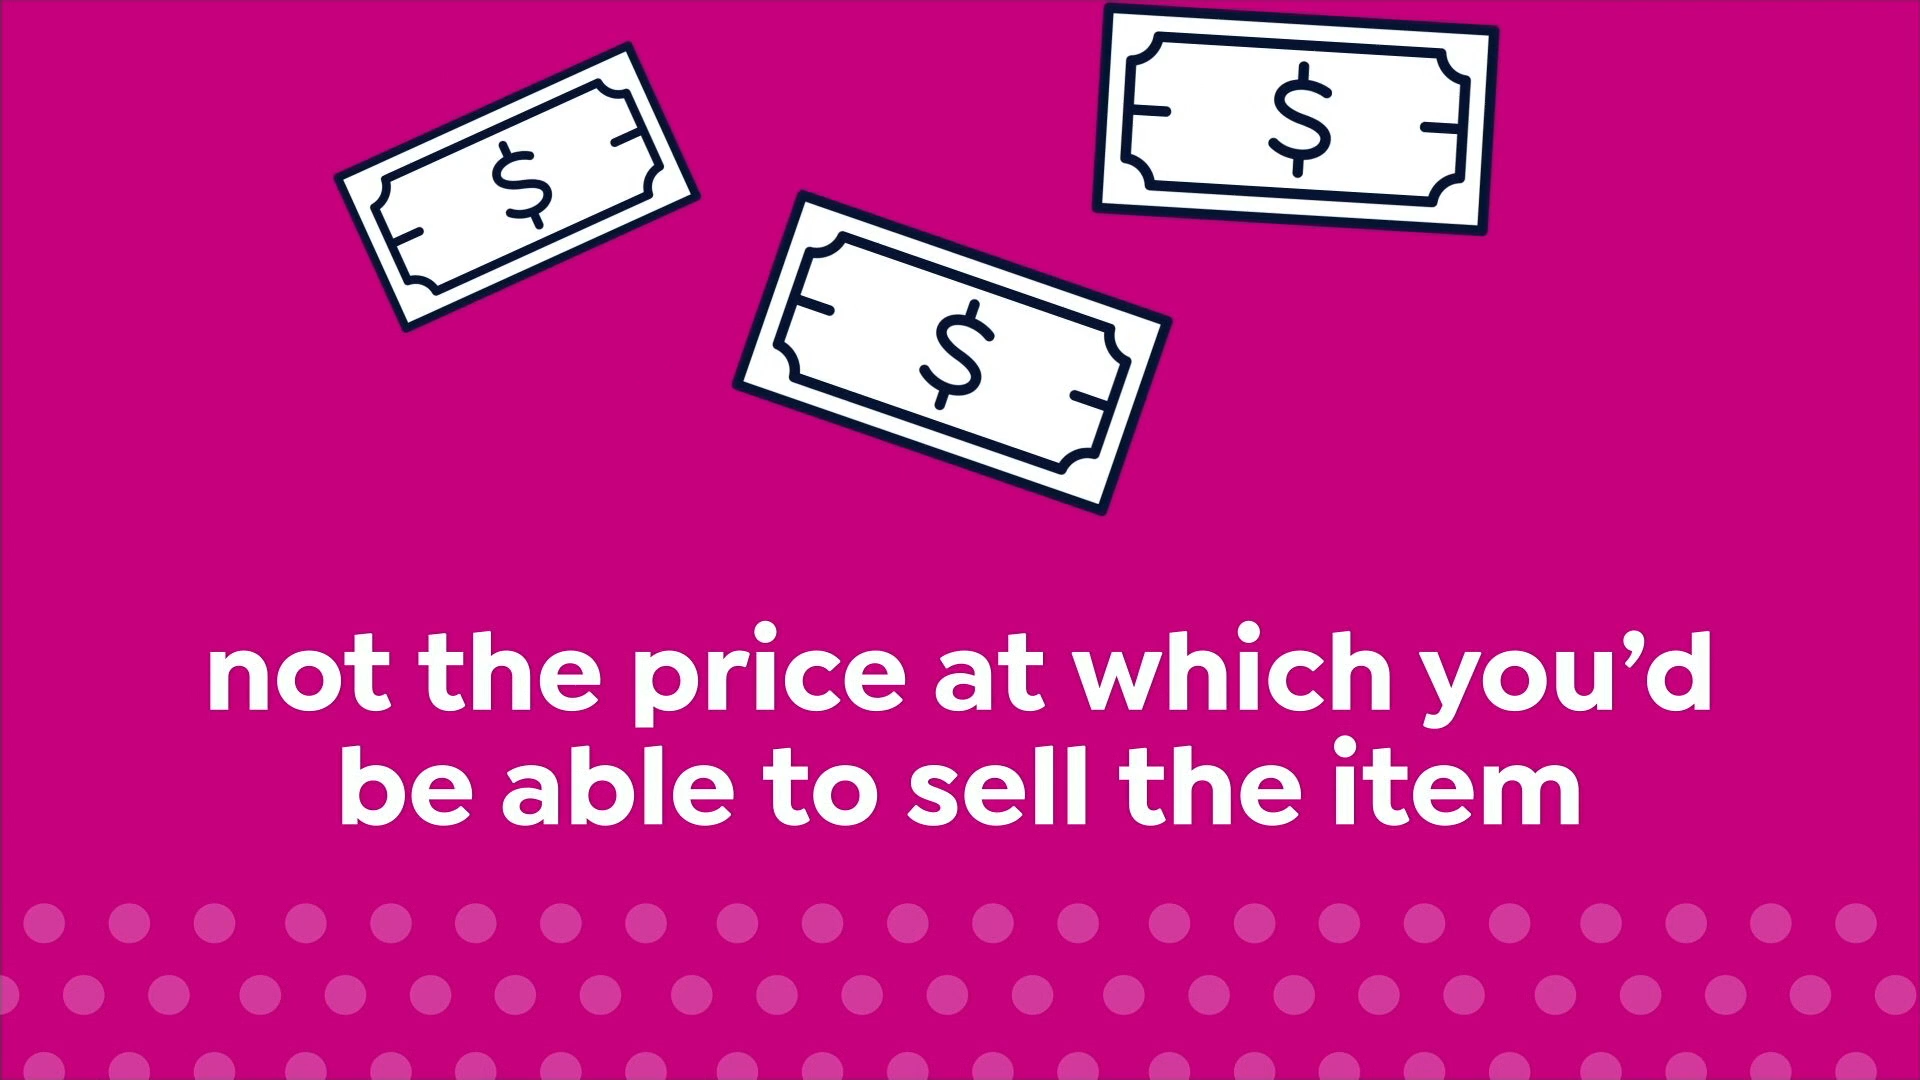 $
$
$
not the price at which you’d
be able to sell the item